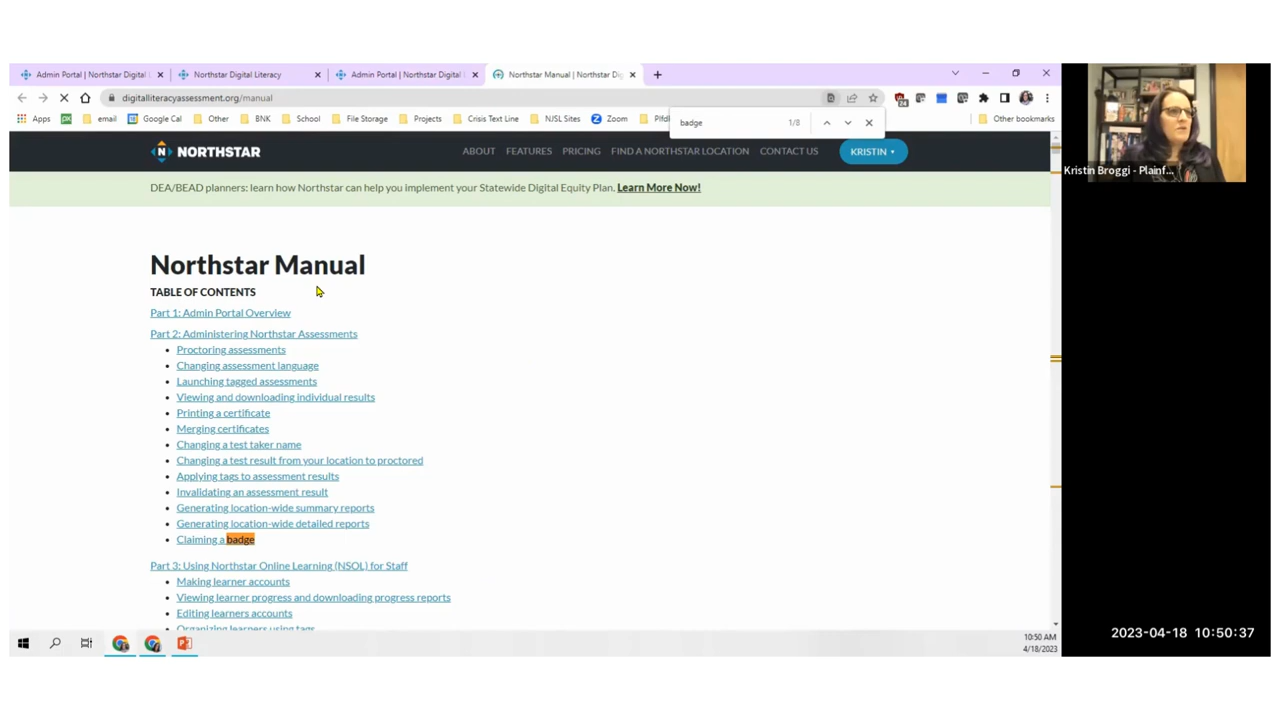 Admin Portal | Northstar Digital L
Northstar Digital Literacy
Admin Portal | Northstar Digital L
Northstar Manual | Northstar Dig
digitalliteracyassessment.org/manual
24
Apps
email
Google Cal
Other
BNK
School
File Storage
Projects
Crisis Text Line
NJSL Sites
Zoom
Other bookmarks
badge
1/8
NORTHSTAR
ABOUT
FEATURES
PRICING
FIND A NORTHSTAR LOCATION
CONTACT US
KRISTIN
DEA/BEAD planners: learn how Northstar can help you implement your Statewide Digital Equity Plan. Learn More Now!
Northstar Manual
TABLE OF CONTENTS
Part 1: Admin Portal Overview
Part 2: Administering Northstar Assessments
Proctoring assessments
Changing assessment language
Launching tagged assessments
Viewing and downloading individual results
Printing a certificate
Merging certificates
Changing a test taker name
Changing a test result from your location to proctored
Applying tags to assessment results
Invalidating an assessment result
Generating location-wide summary reports
Generating location-wide detailed reports
Claiming a badge
Part 3: Using Northstar Online Learning (NSOL) for Staff
Making learner accounts
Viewing learner progress and downloading progress reports
Editing learners accounts
Organizing learners using tags
10:50 AM
4/18/2023
Kristin Broggi - Plainf...
2023-04-18 10:50:37